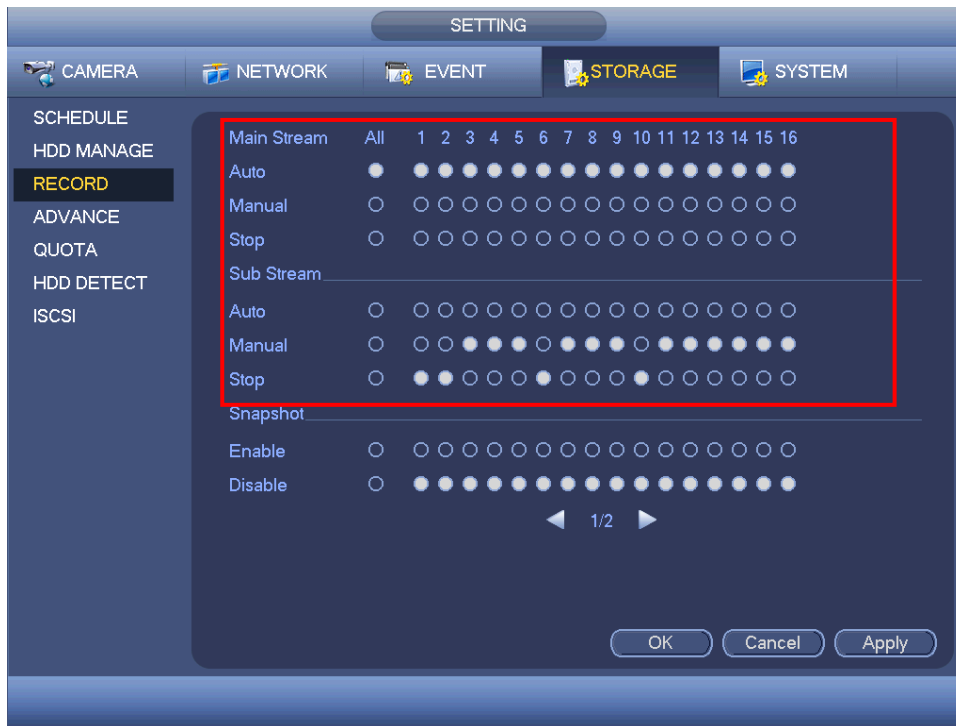 SETTING
CAMERA NETWORK EVENT STORAGE SYSTEM
SCHEDULE
HDD MANAGE
RECORD
ADVANCE
QUOTA
HDD DETECT
ISCSI
Main Stream All 1 2 3 4 5 6 7 8 9 10 11 12 13 14 15 16
Auto
Manual
Stop
Sub Stream
Auto
Manual
Stop
Snapshot
Enable
Disable
1/2
OK Cancel Apply